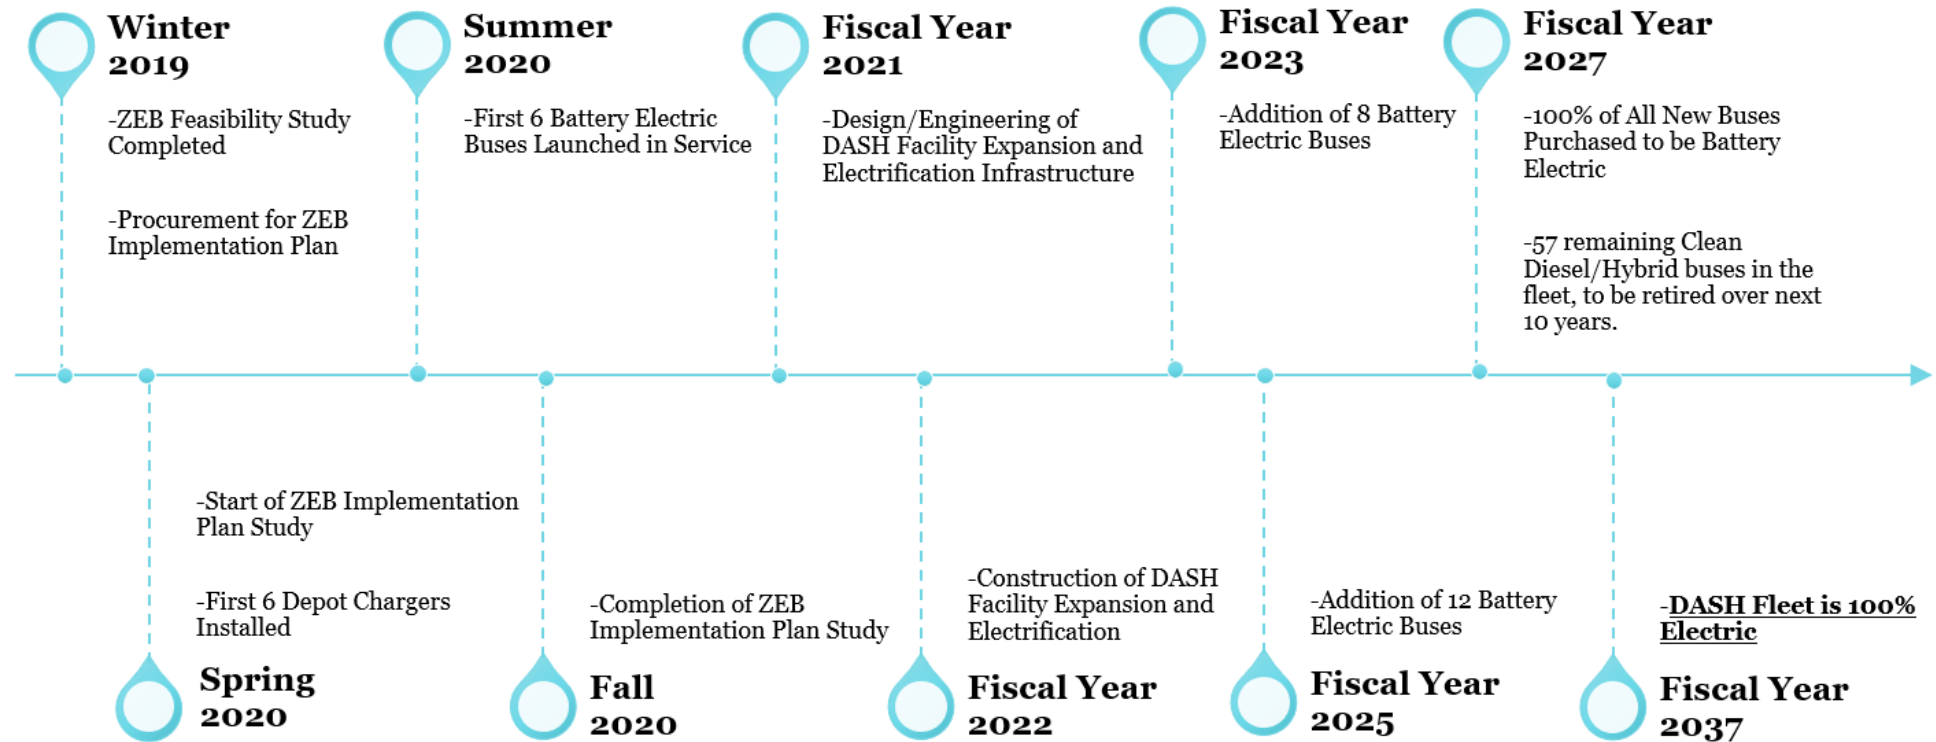 Winter
2019
-ZEB Feasibility Study
Completed
-Procurement for ZEB
Implementation Plan
Summer
2020
-First 6 Battery Electric
Buses Launched in Service
Fiscal Year
2021
-Design/Engineering of
DASH Facility Expansion and
Electrification Infrastructure
Fiscal Year
2023
-Addition of 8 Battery
Electric Buses
Fiscal Year
2027
-100% of All New Buses
Purchased to be Battery
Electric
-57 remaining Clean
Diesel/Hybrid buses in the
fleet, to be retired over next
10 years.
-Start of ZEB Implementation
Plan Study
-First 6 Depot Chargers
Installed
Spring
2020
-Completion of ZEB
Implementation Plan Study
Fall
2020
-Construction of DASH
Facility Expansion and
Electrification
Fiscal Year
2022
-Addition of 12 Battery
Electric Buses
Fiscal Year
2025
-DASH Fleet is 100%
Electric
Fiscal Year
2037